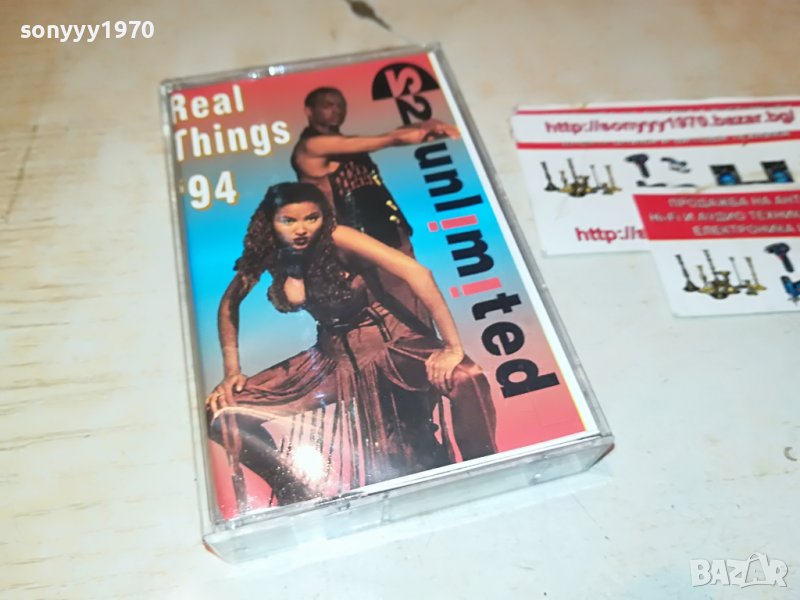 sonyyy1970
Real
Things
'94
2 unlimited
http://sonyyy1970.bazar.bg/
http://s
ПРОДАЖБА НА АНТ
HI-FI И АУДИО ТЕХНИ
ЕЛЕКТРОНИКА
BAZAR